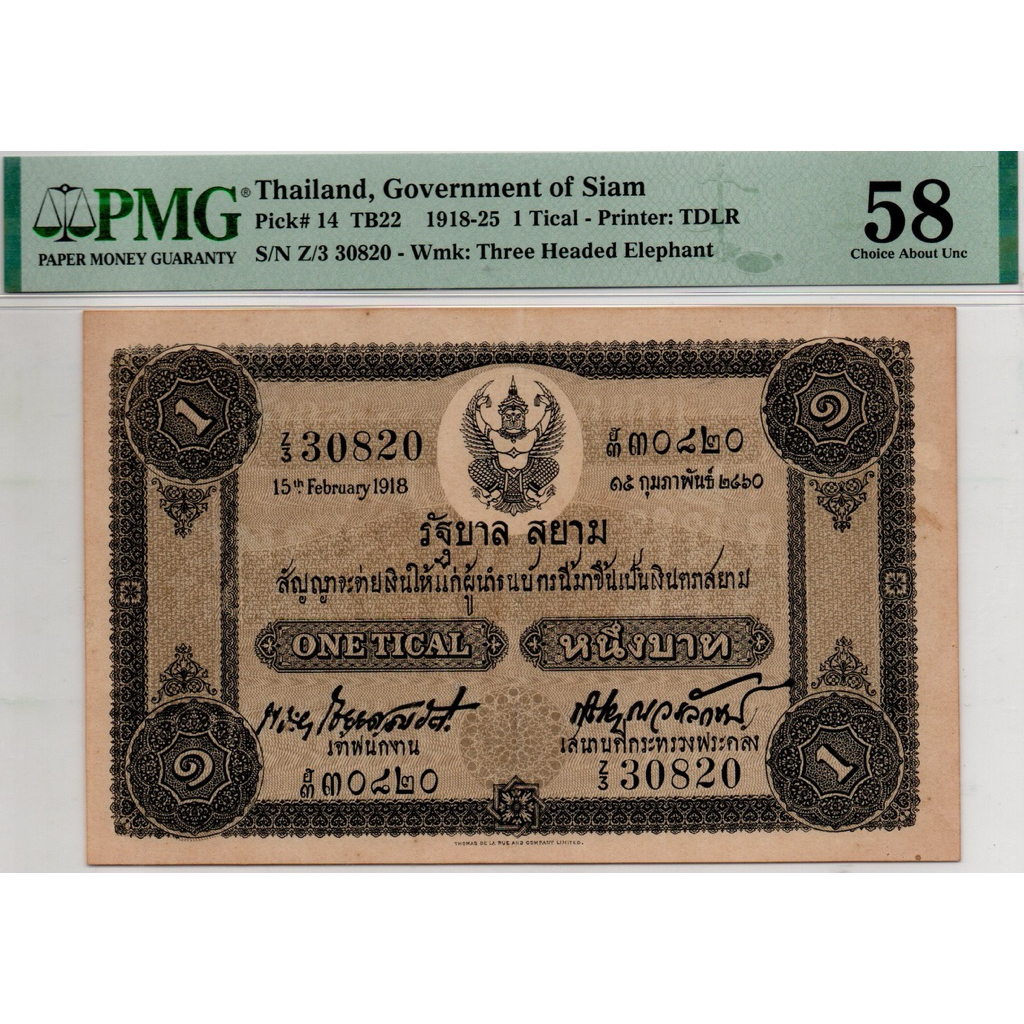 PMG®
PAPER MONEY GUARANTY
Thailand, Government of Siam
Pick# 14 TB22 1918-25 1 Tical - Printer: TDLR
S/N Z/3 30820 - Wmk: Three Headed Elephant
58
Choice About Unc
1
๑
Z/3 30820
ฮ/๓ ๓๐๘๒๐
15th February 1918
๑๕ กุมภาพันธ์ ๒๔๖๐
รัฐบาล สยาม
สัญญาจะจ่ายเงินให้แก่ผู้นำธนบัตรนี้มาขึ้นเป็นเงินตราสยาม
ONE TICAL
หนึ่งบาท
เจ้าพนักงาน
เสนาบดีกระทรวงพระคลัง
๑
ฮ/๓ ๓๐๘๒๐
Z/3 30820
1
THOMAS DE LA RUE AND COMPANY LIMITED.